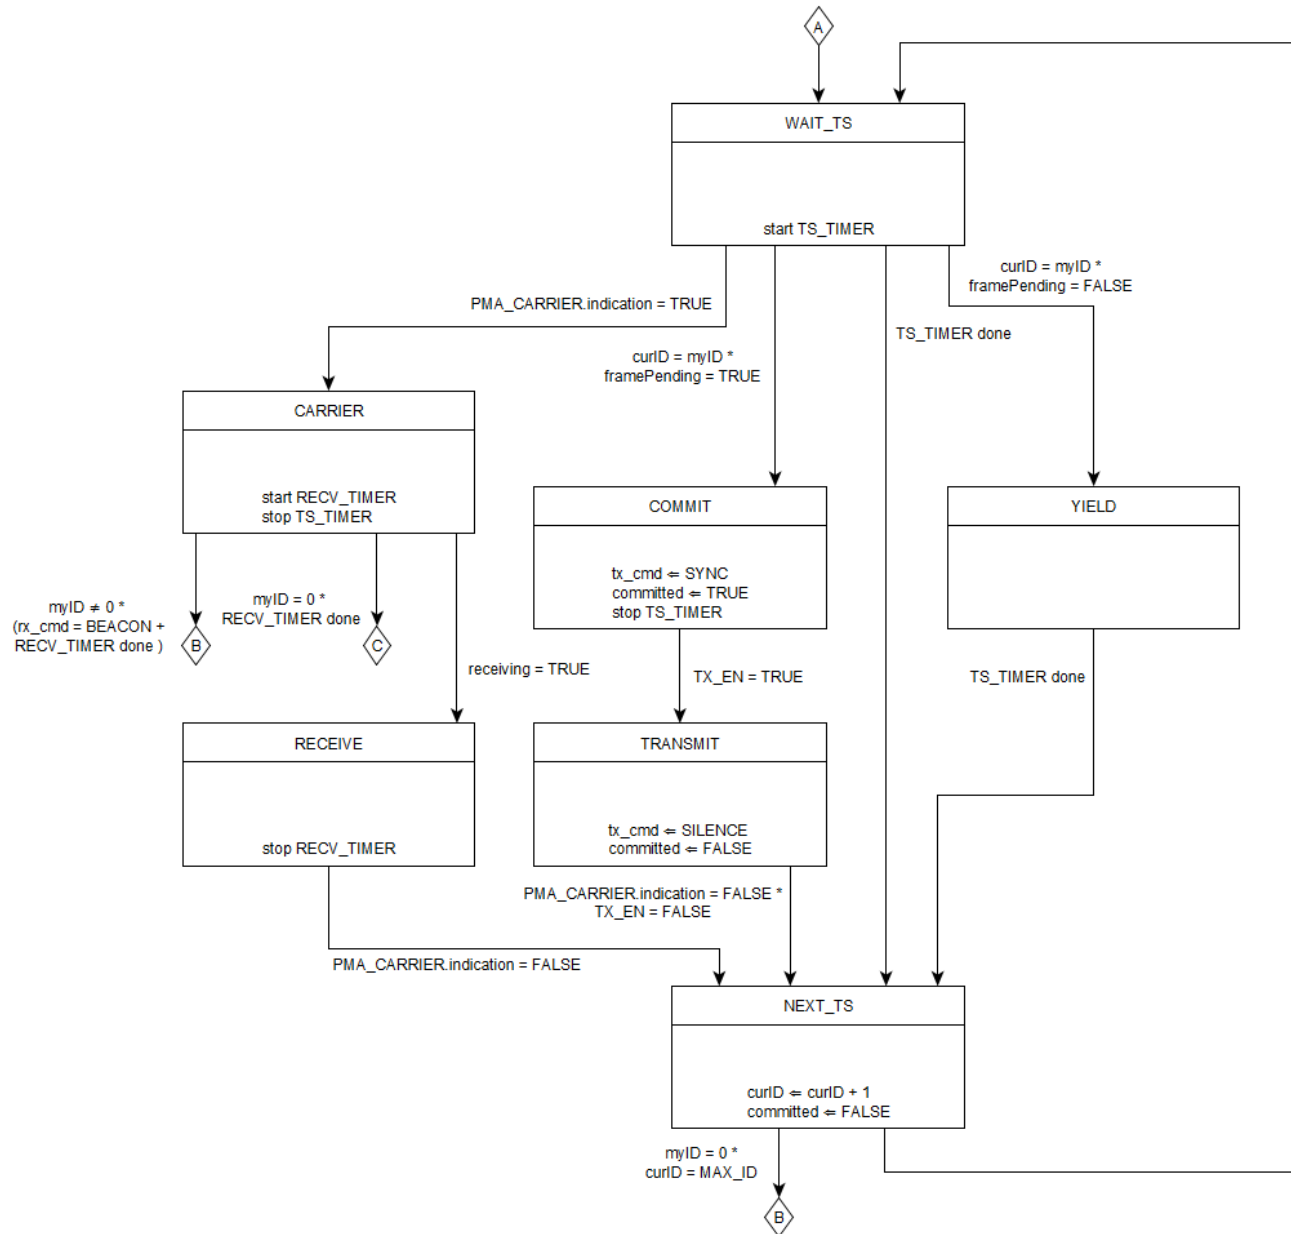 A
WAIT_TS
start TS_TIMER
curID = myID *
framePending = FALSE
PMA_CARRIER.indication = TRUE
TS_TIMER done
curID = myID *
framePending = TRUE
CARRIER
start RECV_TIMER
stop TS_TIMER
COMMIT
tx_cmd ⇐ SYNC
committed ⇐ TRUE
stop TS_TIMER
YIELD
myID ≠ 0 *
(rx_cmd = BEACON +
RECV_TIMER done )
B
myID = 0 *
RECV_TIMER done
C
receiving = TRUE
TX_EN = TRUE
TS_TIMER done
RECEIVE
stop RECV_TIMER
TRANSMIT
tx_cmd ⇐ SILENCE
committed ⇐ FALSE
PMA_CARRIER.indication = FALSE *
TX_EN = FALSE
PMA_CARRIER.indication = FALSE
NEXT_TS
curID ⇐ curID + 1
committed ⇐ FALSE
myID = 0 *
curID = MAX_ID
B